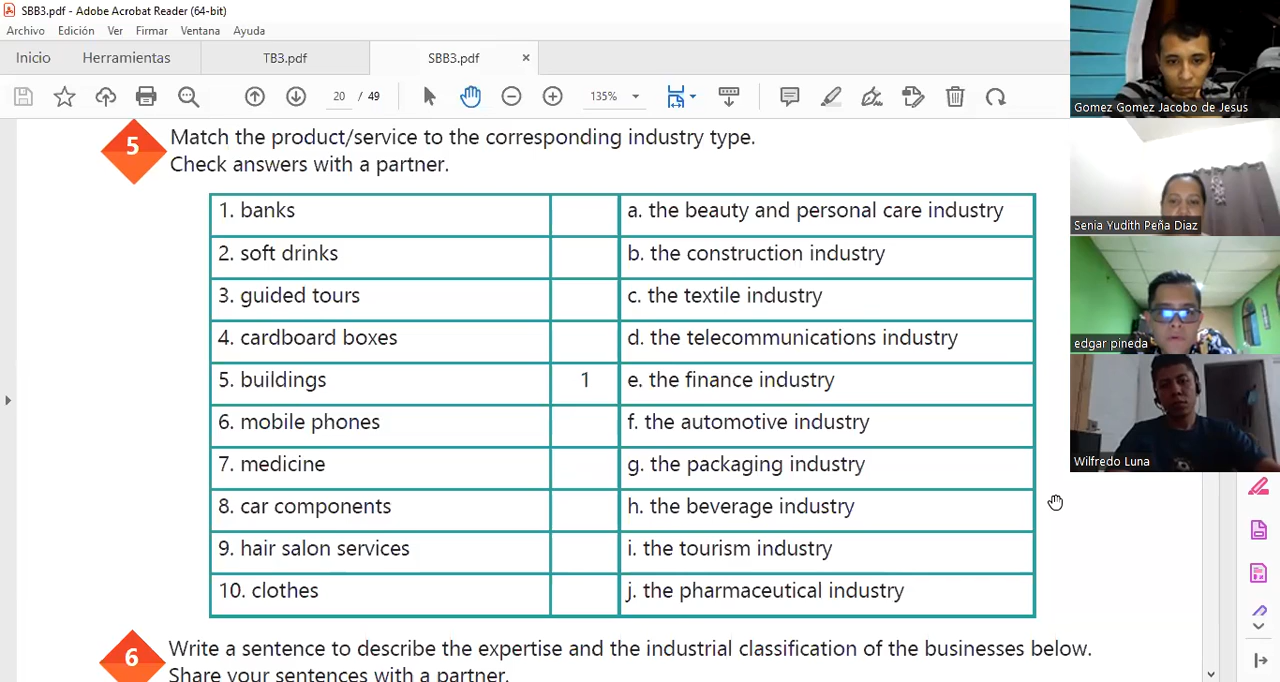 SBB3.pdf - Adobe Acrobat Reader (64-bit)
Archivo Edición Ver Firmar Ventana Ayuda
Inicio Herramientas TB3.pdf SBB3.pdf ×
20 / 49 135%
5 Match the product/service to the corresponding industry type.
Check answers with a partner.
1. banks a. the beauty and personal care industry
2. soft drinks b. the construction industry
3. guided tours c. the textile industry
4. cardboard boxes d. the telecommunications industry
5. buildings 1 e. the finance industry
6. mobile phones f. the automotive industry
7. medicine g. the packaging industry
8. car components h. the beverage industry
9. hair salon services i. the tourism industry
10. clothes j. the pharmaceutical industry
6 Write a sentence to describe the expertise and the industrial classification of the businesses below.
Share your sentences with a partner.
Gomez Gomez Jacobo de Jesus
Senia Yudith Peña Diaz
edgar pineda
Wilfredo Luna